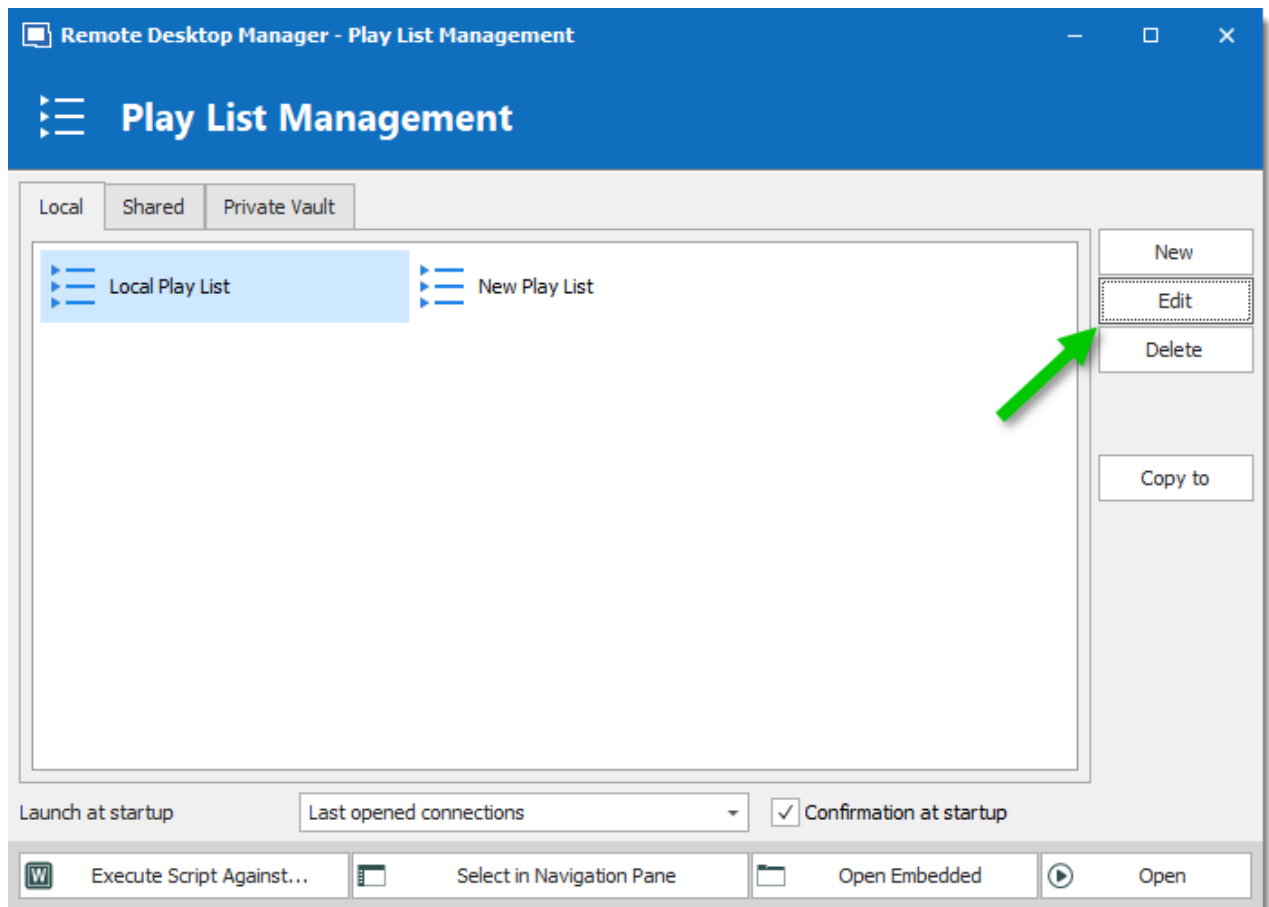 Remote Desktop Manager - Play List Management
Play List Management
Local Shared Private Vault
Local Play List New Play List
New
Edit
Delete
Copy to
Launch at startup Last opened connections Confirmation at startup
W Execute Script Against... Select in Navigation Pane Open Embedded Open